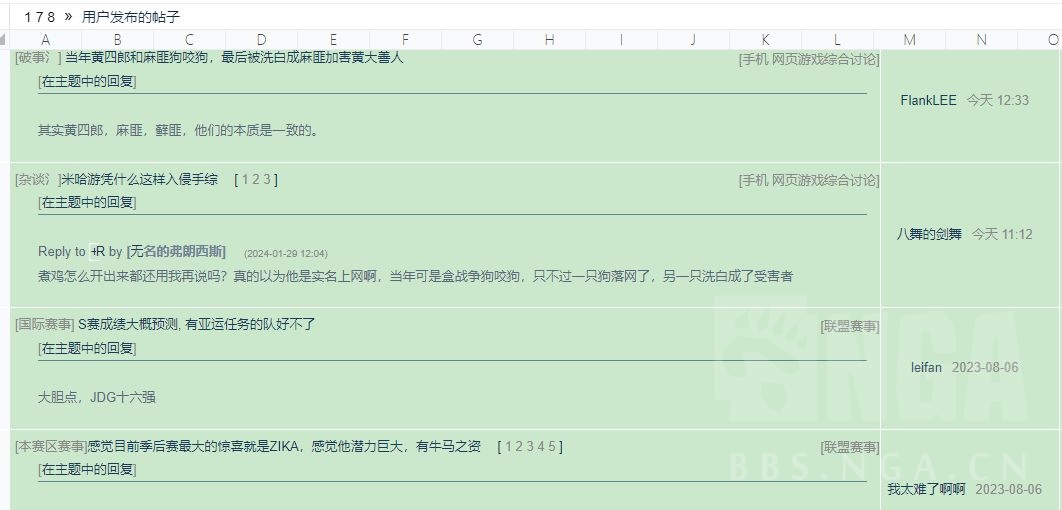 1 7 8 » 用户发布的帖子
A B C D E F G H I J K L M N O
[破事氵] 当年黄四郎和麻匪狗咬狗，最后被洗白成麻匪加害黄大善人 [手机 网页游戏综合讨论]
[在主题中的回复]
FlankLEE 今天 12:33
其实黄四郎，麻匪，藓匪，他们的本质是一致的。
[杂谈氵]米哈游凭什么这样入侵手综 [ 1 2 3 ] [手机 网页游戏综合讨论]
[在主题中的回复]
八舞的剑舞 今天 11:12
Reply to +R by [无名的弗朗西斯] (2024-01-29 12:04)
煮鸡怎么开出来都还用我再说吗？真的以为他是实名上网啊，当年可是盒战争狗咬狗，只不过一只狗落网了，另一只洗白成了受害者
[国际赛事] S赛成绩大概预测, 有亚运任务的队好不了 [联盟赛事]
[在主题中的回复]
leifan 2023-08-06
大胆点，JDG十六强
NGA
[本赛区赛事]感觉目前季后赛最大的惊喜就是ZIKA，感觉他潜力巨大，有牛马之资 [ 1 2 3 4 5 ] [联盟赛事]
[在主题中的回复]
BBS.NGA.CN
我太难了啊啊 2023-08-06